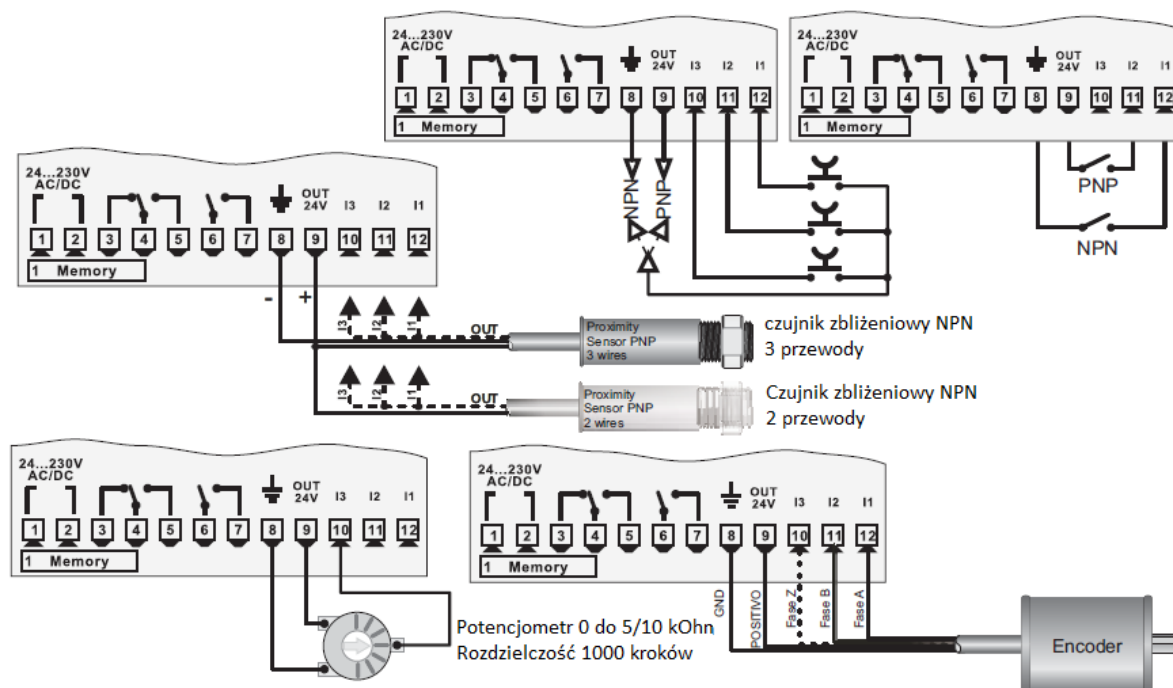 24...230V
AC/DC
OUT
24V
I3
I2
I1
1 2 3 4 5 6 7 8 9 10 11 12
1 Memory
NPN
PNP
24...230V
AC/DC
OUT
24V
I3
I2
I1
1 2 3 4 5 6 7 8 9 10 11 12
1 Memory
PNP
NPN
24...230V
AC/DC
OUT
24V
I3
I2
I1
1 2 3 4 5 6 7 8 9 10 11 12
1 Memory
- +
I3
I2
I1
OUT
Proximity
Sensor PNP
3 wires
czujnik zbliżeniowy NPN
3 przewody
I3
I2
I1
OUT
Proximity
Sensor PNP
2 wires
Czujnik zbliżeniowy NPN
2 przewody
24...230V
AC/DC
OUT
24V
I3
I2
I1
1 2 3 4 5 6 7 8 9 10 11 12
1 Memory
Potencjometr 0 do 5/10 kOhn
Rozdzielczość 1000 kroków
24...230V
AC/DC
OUT
24V
I3
I2
I1
1 2 3 4 5 6 7 8 9 10 11 12
1 Memory
GND
POSITIVO
Fase Z
Fase B
Fase A
Encoder